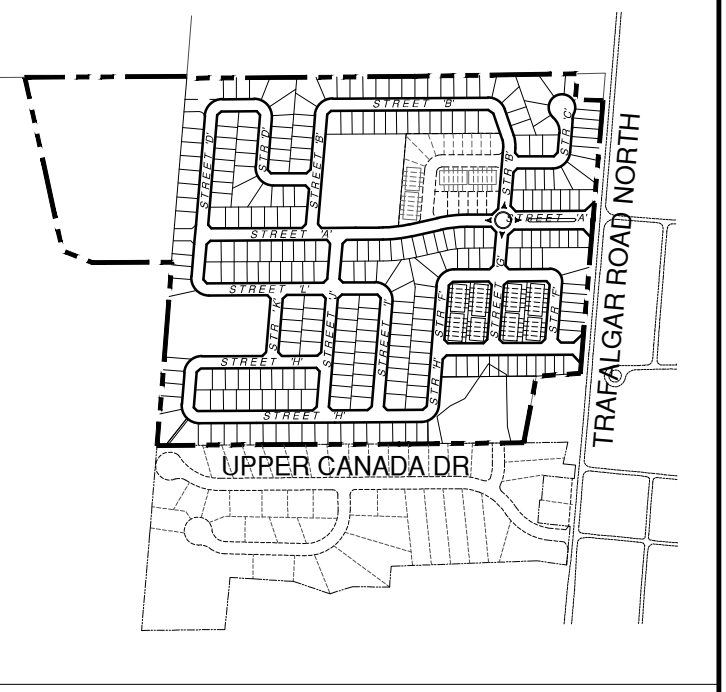 STREET 'B'
STR 'C'
STREET 'D'
STR 'D'
STREET 'B'
STR 'B'
TRAFALGAR ROAD NORTH
STREET 'A'
STREET 'A'
STREET 'G'
STREET 'L'
STR 'K'
STREET 'J'
STREET 'I'
STR 'F'
STR 'F'
STREET 'H'
STR 'H'
STREET 'H'
UPPER CANADA DR